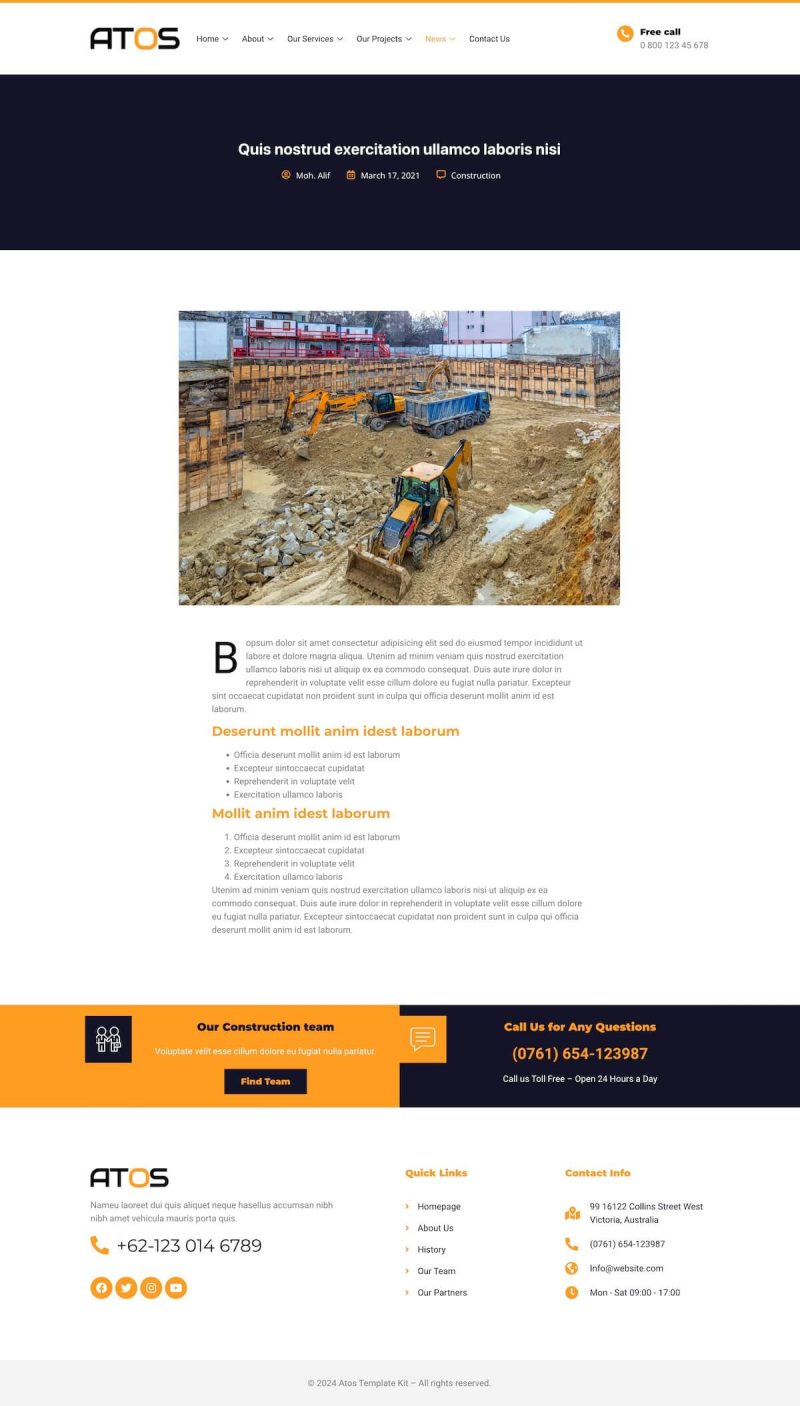 ATOS
Home
About
Our Services
Our Projects
News
Contact Us
Free call
0 800 123 45 678
Quis nostrud exercitation ullamco laboris nisi
Moh. Alif
March 17, 2021
Construction
Bopsum dolor sit amet consectetur adipisicing elit sed do eiusmod tempor incididunt ut
labore et dolore magna aliqua. Utenim ad minim veniam quis nostrud exercitation
ullamco laboris nisi ut aliquip ex ea commodo consequat. Duis aute irure dolor in
reprehenderit in voluptate velit esse cillum dolore eu fugiat nulla pariatur. Excepteur
sint occaecat cupidatat non proident sunt in culpa qui officia deserunt mollit anim id est
laborum.
Deserunt mollit anim idest laborum
• Officia deserunt mollit anim id est laborum
• Excepteur sintoccaecat cupidatat
• Reprehenderit in voluptate velit
• Exercitation ullamco laboris
Mollit anim idest laborum
1. Officia deserunt mollit anim id est laborum
2. Excepteur sintoccaecat cupidatat
3. Reprehenderit in voluptate velit
4. Exercitation ullamco laboris
Utenim ad minim veniam quis nostrud exercitation ullamco laboris nisi ut aliquip ex ea
commodo consequat. Duis aute irure dolor in reprehenderit in voluptate velit esse cillum dolore
eu fugiat nulla pariatur. Excepteur sintoccaecat cupidatat non proident sunt in culpa qui officia
deserunt mollit anim id est laborum.
Our Construction team
Voluptate velit esse cillum dolore eu fugiat nulla pariatur.
Find Team
Call Us for Any Questions
(0761) 654-123987
Call us Toll Free – Open 24 Hours a Day
ATOS
Nameu laoreet dui quis aliquet neque hasellus accumsan nibh
nibh amet vehicula mauris porta quis.
+62-123 014 6789
Quick Links
Homepage
About Us
History
Our Team
Our Partners
Contact Info
99 16122 Collins Street West
Victoria, Australia
(0761) 654-123987
Info@website.com
Mon - Sat 09:00 - 17:00
© 2024 Atos Template Kit – All rights reserved.